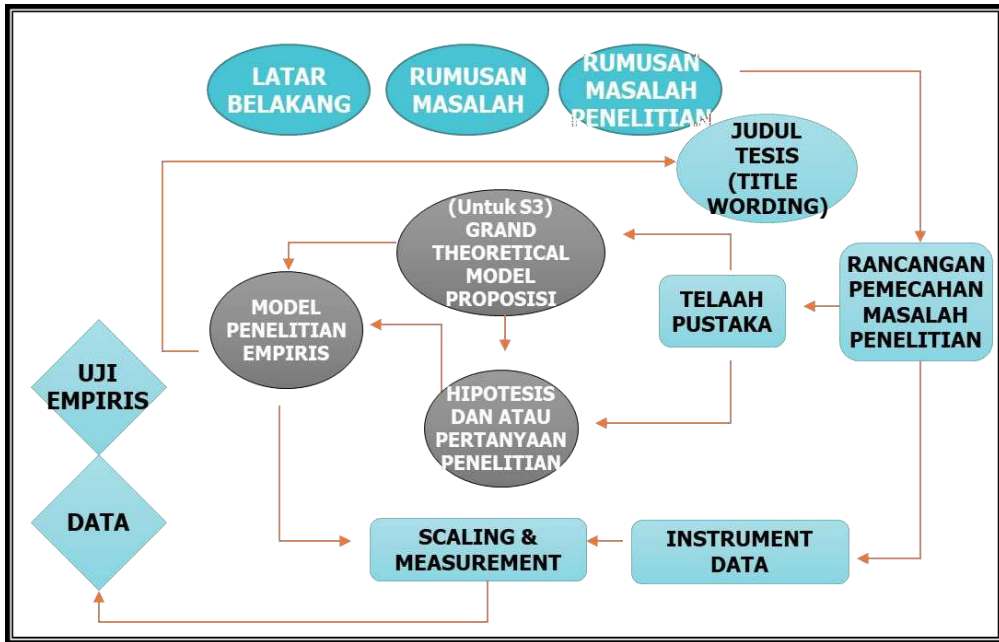 LATAR
BELAKANG
RUMUSAN
MASALAH
RUMUSAN
MASALAH
PENELITIAN
JUDUL
TESIS
(TITLE
WORDING)
(Untuk S3)
GRAND
THEORETICAL
MODEL
PROPOSISI
RANCANGAN
PEMECAHAN
MASALAH
PENELITIAN
TELAAH
PUSTAKA
MODEL
PENELITIAN
EMPIRIS
UJI
EMPIRIS
HIPOTESIS
DAN ATAU
PERTANYAAN
PENELITIAN
DATA
SCALING &
MEASUREMENT
INSTRUMENT
DATA